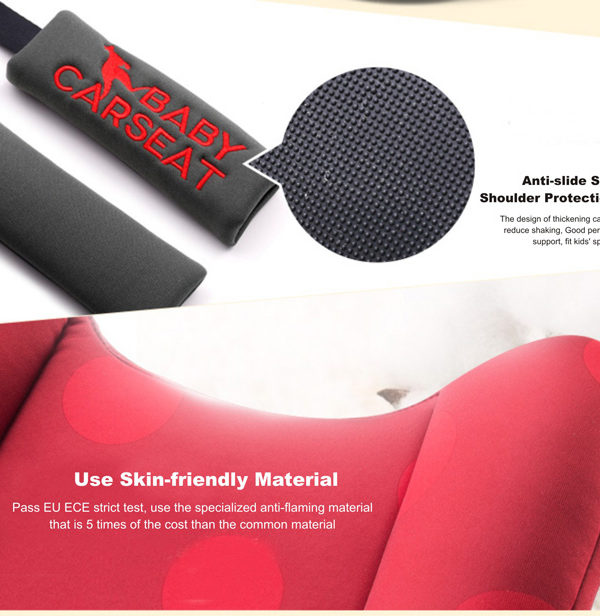 BABY
CARSEAT
Anti-slide S
Shoulder Protecti
The design of thickening ca
reduce shaking, Good per
support, fit kids' sp
Use Skin-friendly Material
Pass EU ECE strict test, use the specialized anti-flaming material
that is 5 times of the cost than the common material